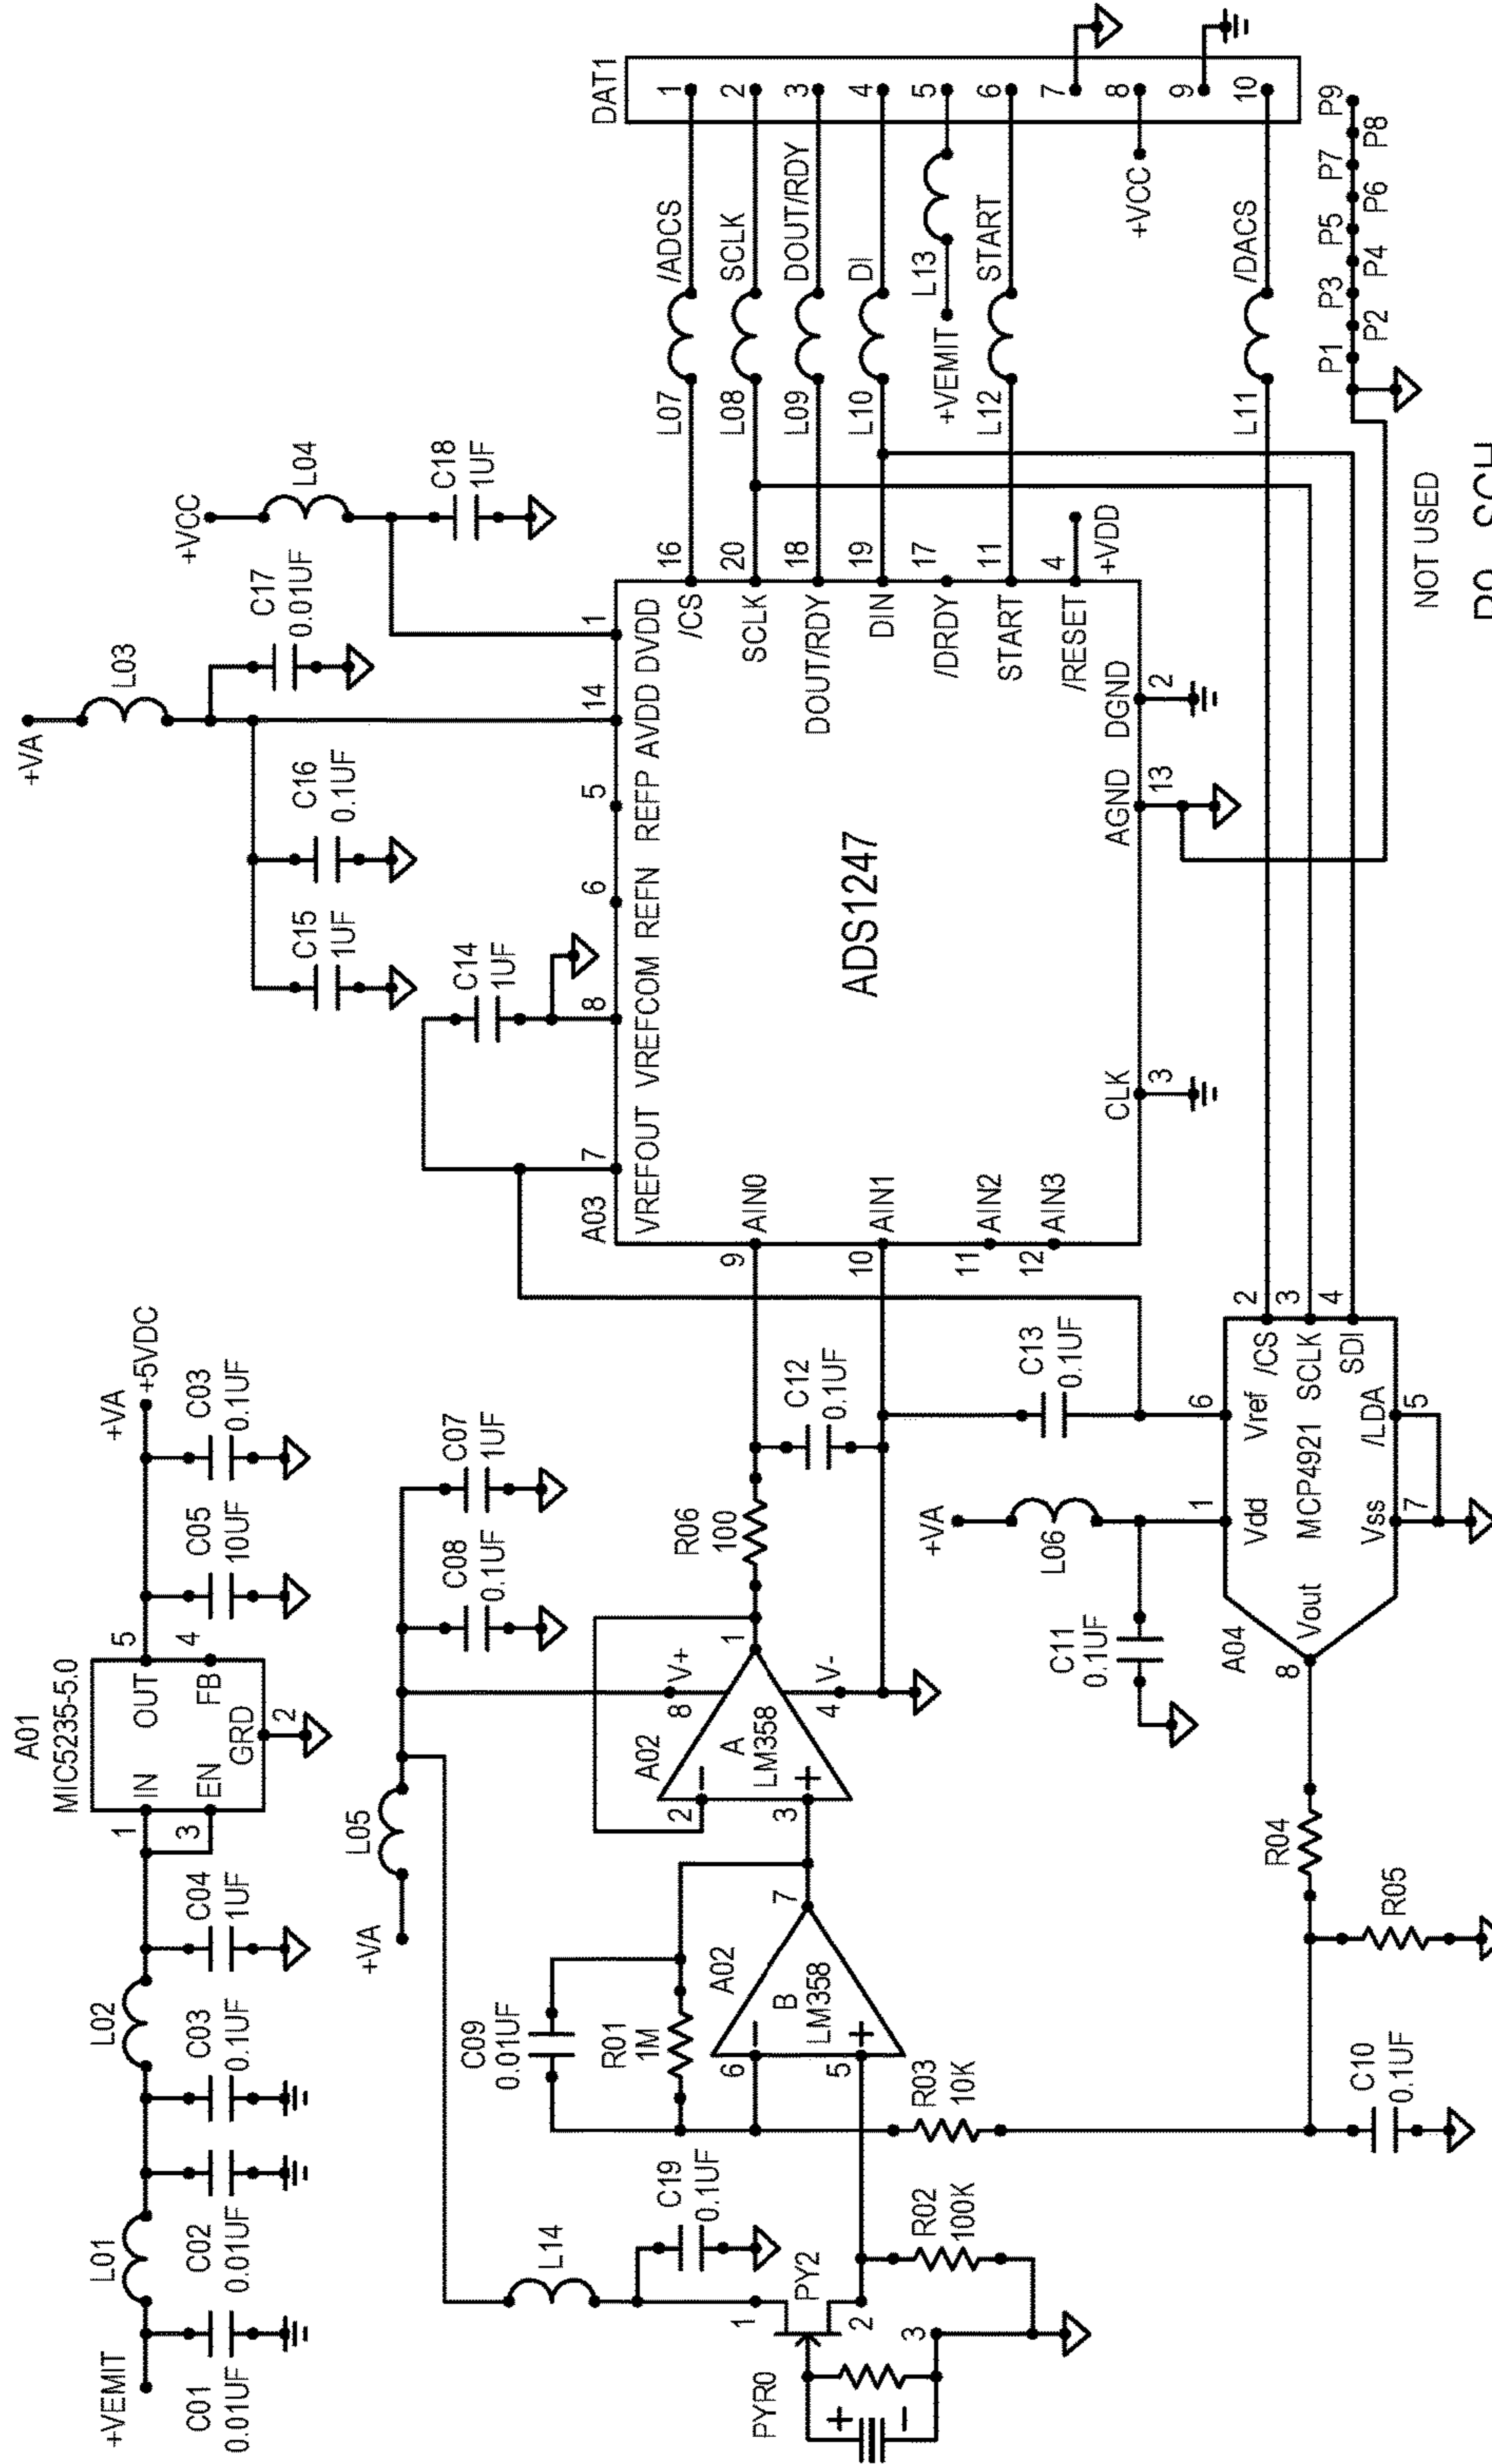 A01
MIC5235-5.0
+VEMIT
L01
L02
C01
0.01UF
C02
0.01UF
C03
0.1UF
C04
1UF
1
IN
3
EN
GRD
2
OUT
5
FB
4
+VA
+5VDC
C05
10UF
C03
0.1UF
+VA
L05
C08
0.1UF
C07
1UF
L14
C19
0.1UF
PYR0
PY2
1
2
3
+
−
R02
100K
R03
10K
C09
0.01UF
R01
1M
A02
B
LM358
6
5
7
−
+
A02
A
LM358
2
3
1
−
+
8
V+
4
V-
R06
100
C12
0.1UF
C13
0.1UF
+VA
L06
C11
0.1UF
A04
MCP4921
Vdd
1
Vref
6
Vout
8
Vss
7
/LDA
5
/CS
2
SCLK
3
SDI
4
R04
R05
C10
0.1UF
+VA
L03
C15
1UF
C16
0.1UF
C17
0.01UF
+VCC
L04
C18
1UF
C14
1UF
A03
ADS1247
VREFOUT
7
VREFCOM
8
REFN
6
REFP
5
AVDD
14
DVDD
1
9
AIN0
10
AIN1
11
AIN2
12
AIN3
CLK
3
AGND
13
DGND
2
/CS
16
SCLK
20
DOUT/RDY
18
DIN
19
/DRDY
17
START
11
/RESET
4
+VDD
L07
/ADCS
L08
SCLK
L09
DOUT/RDY
L10
DI
+VEMIT
L13
L12
START
+VCC
L11
/DACS
DAT1
1
2
3
4
5
6
7
8
9
10
P1
P2
P3
P4
P5
P6
P7
P8
P9
NOT USED